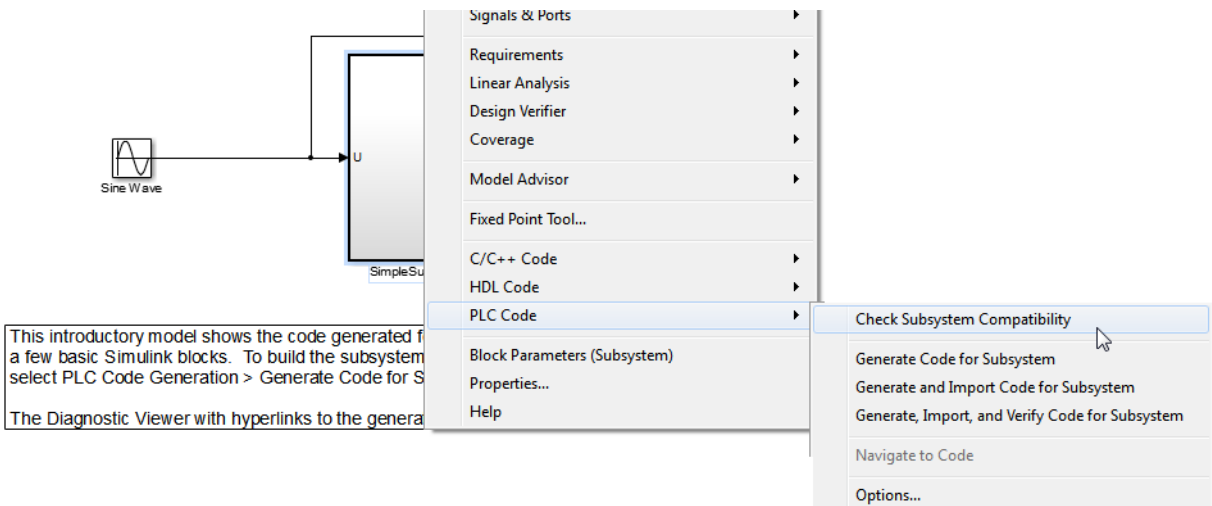 Signals & Ports
Requirements
Linear Analysis
Design Verifier
Coverage
Model Advisor
Fixed Point Tool...
C/C++ Code
HDL Code
PLC Code
Block Parameters (Subsystem)
Properties...
Help
Check Subsystem Compatibility
Generate Code for Subsystem
Generate and Import Code for Subsystem
Generate, Import, and Verify Code for Subsystem
Navigate to Code
Options...
U
Sine Wave
SimpleSu
This introductory model shows the code generated f
a few basic Simulink blocks. To build the subsystem
select PLC Code Generation > Generate Code for S
The Diagnostic Viewer with hyperlinks to the genera